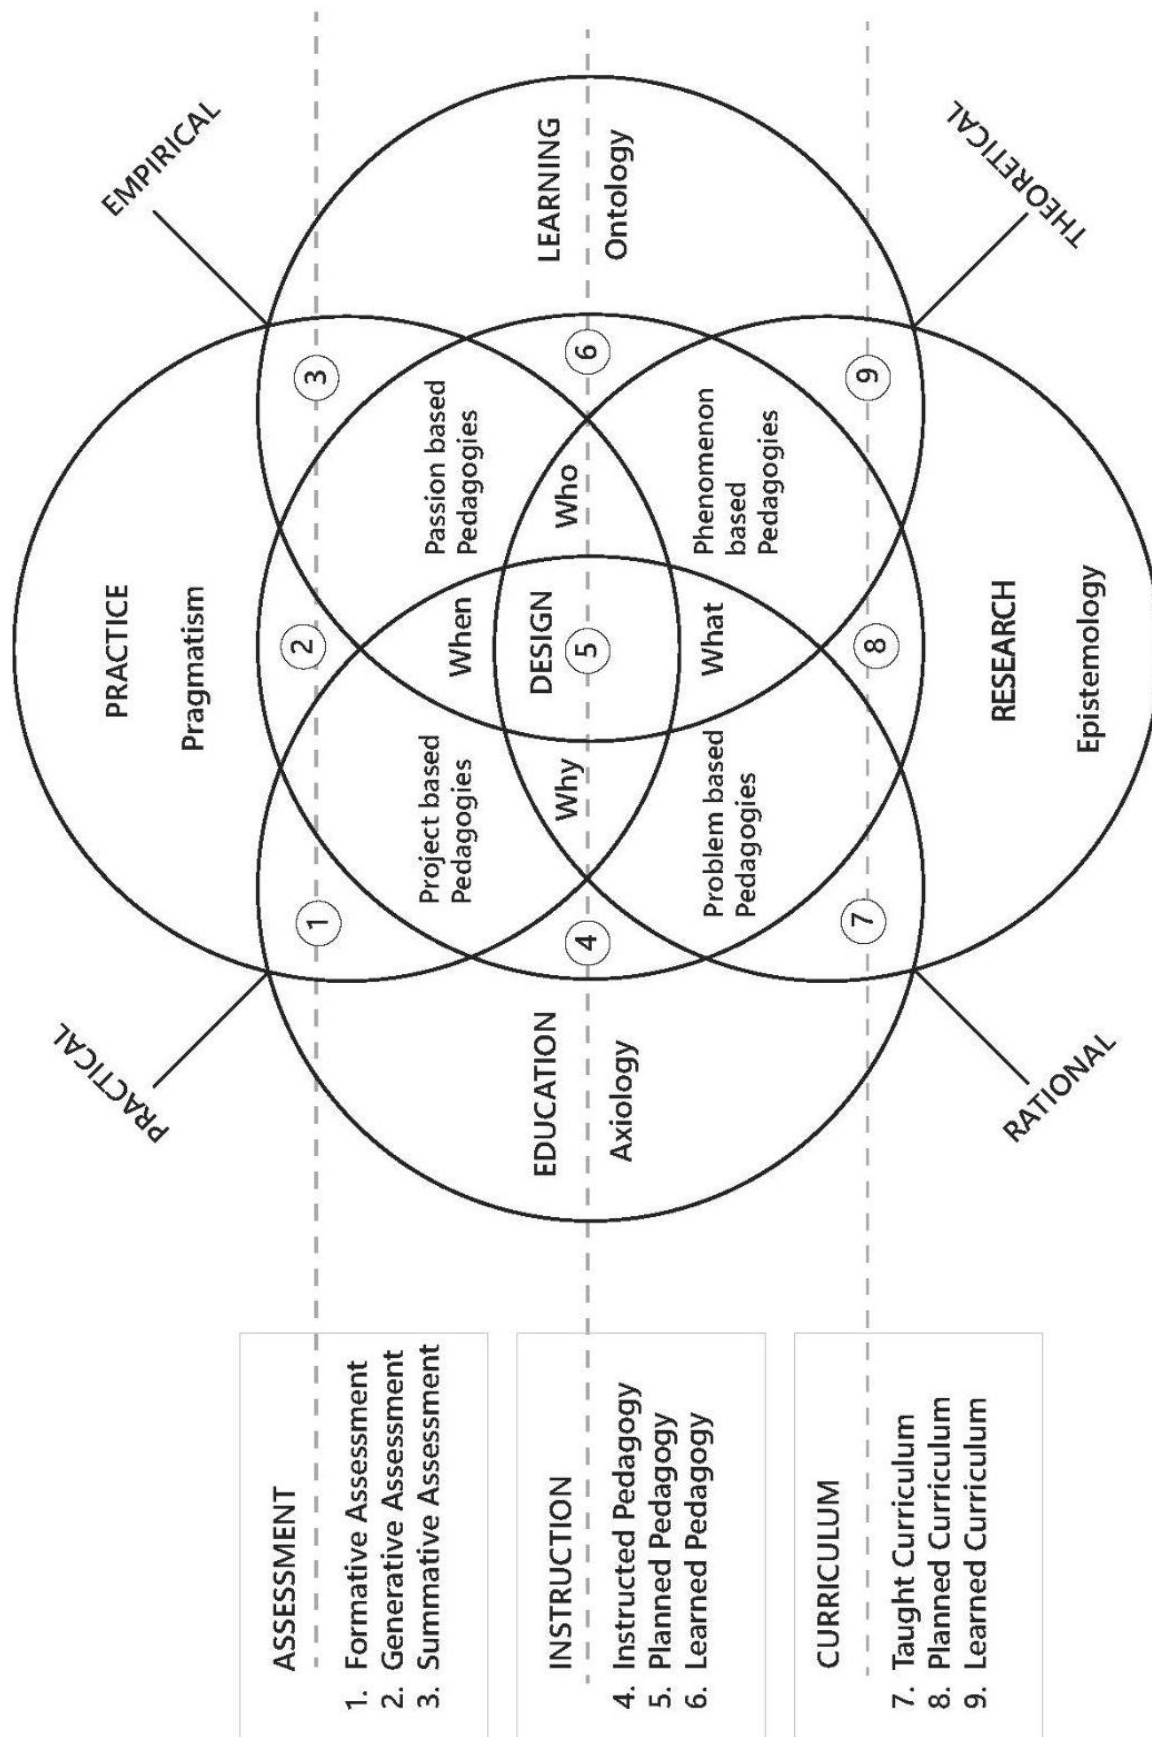 ASSESSMENT
1. Formative Assessment
2. Generative Assessment
3. Summative Assessment
INSTRUCTION
4. Instructed Pedagogy
5. Planned Pedagogy
6. Learned Pedagogy
CURRICULUM
7. Taught Curriculum
8. Planned Curriculum
9. Learned Curriculum
PRACTICAL
PRACTICE
Pragmatism
EMPIRICAL
1
2
3
Project based
Pedagogies
When
Passion based
Pedagogies
EDUCATION
Axiology
4
Why
DESIGN
5
Who
6
LEARNING
Ontology
Problem based
Pedagogies
What
Phenomenon
based
Pedagogies
7
8
9
RATIONAL
RESEARCH
Epistemology
THEORETICAL